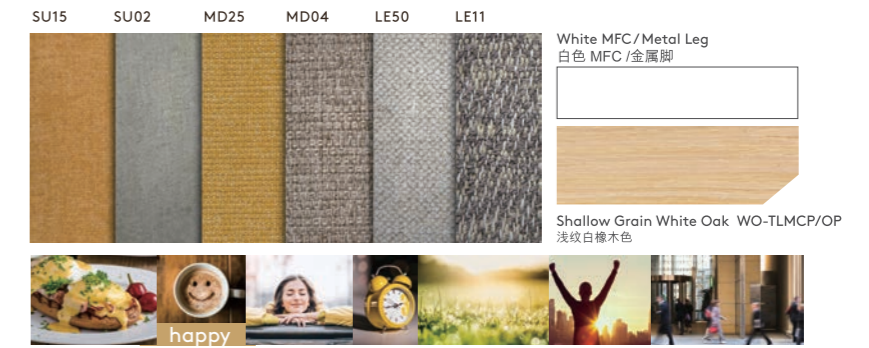 SU15 SU02 MD25 MD04 LE50 LE11
White MFC/Metal Leg
白色 MFC /金属脚
Shallow Grain White Oak WO-TLMCP/OP
浅纹白橡木色
happy